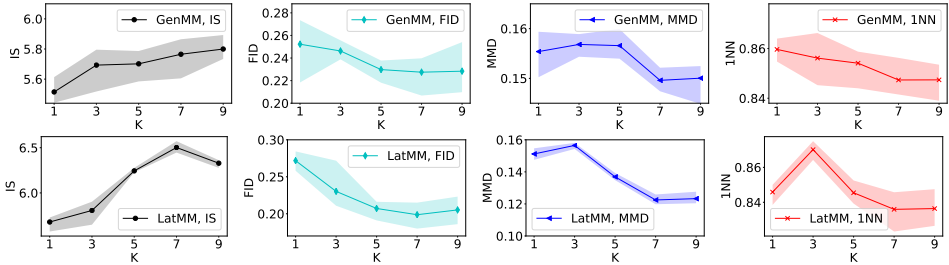 GenMM, IS
IS
6.0
5.8
5.6
1 3 5 7 9
K
GenMM, FID
FID
0.28
0.26
0.24
0.22
0.20
1 3 5 7 9
K
GenMM, MMD
MMD
0.16
0.15
1 3 5 7 9
K
GenMM, 1NN
1NN
0.86
0.84
1 3 5 7 9
K
LatMM, IS
IS
6.5
6.0
1 3 5 7 9
K
LatMM, FID
FID
0.30
0.25
0.20
1 3 5 7 9
K
LatMM, MMD
MMD
0.16
0.14
0.12
0.10
1 3 5 7 9
K
LatMM, 1NN
1NN
0.86
0.84
1 3 5 7 9
K